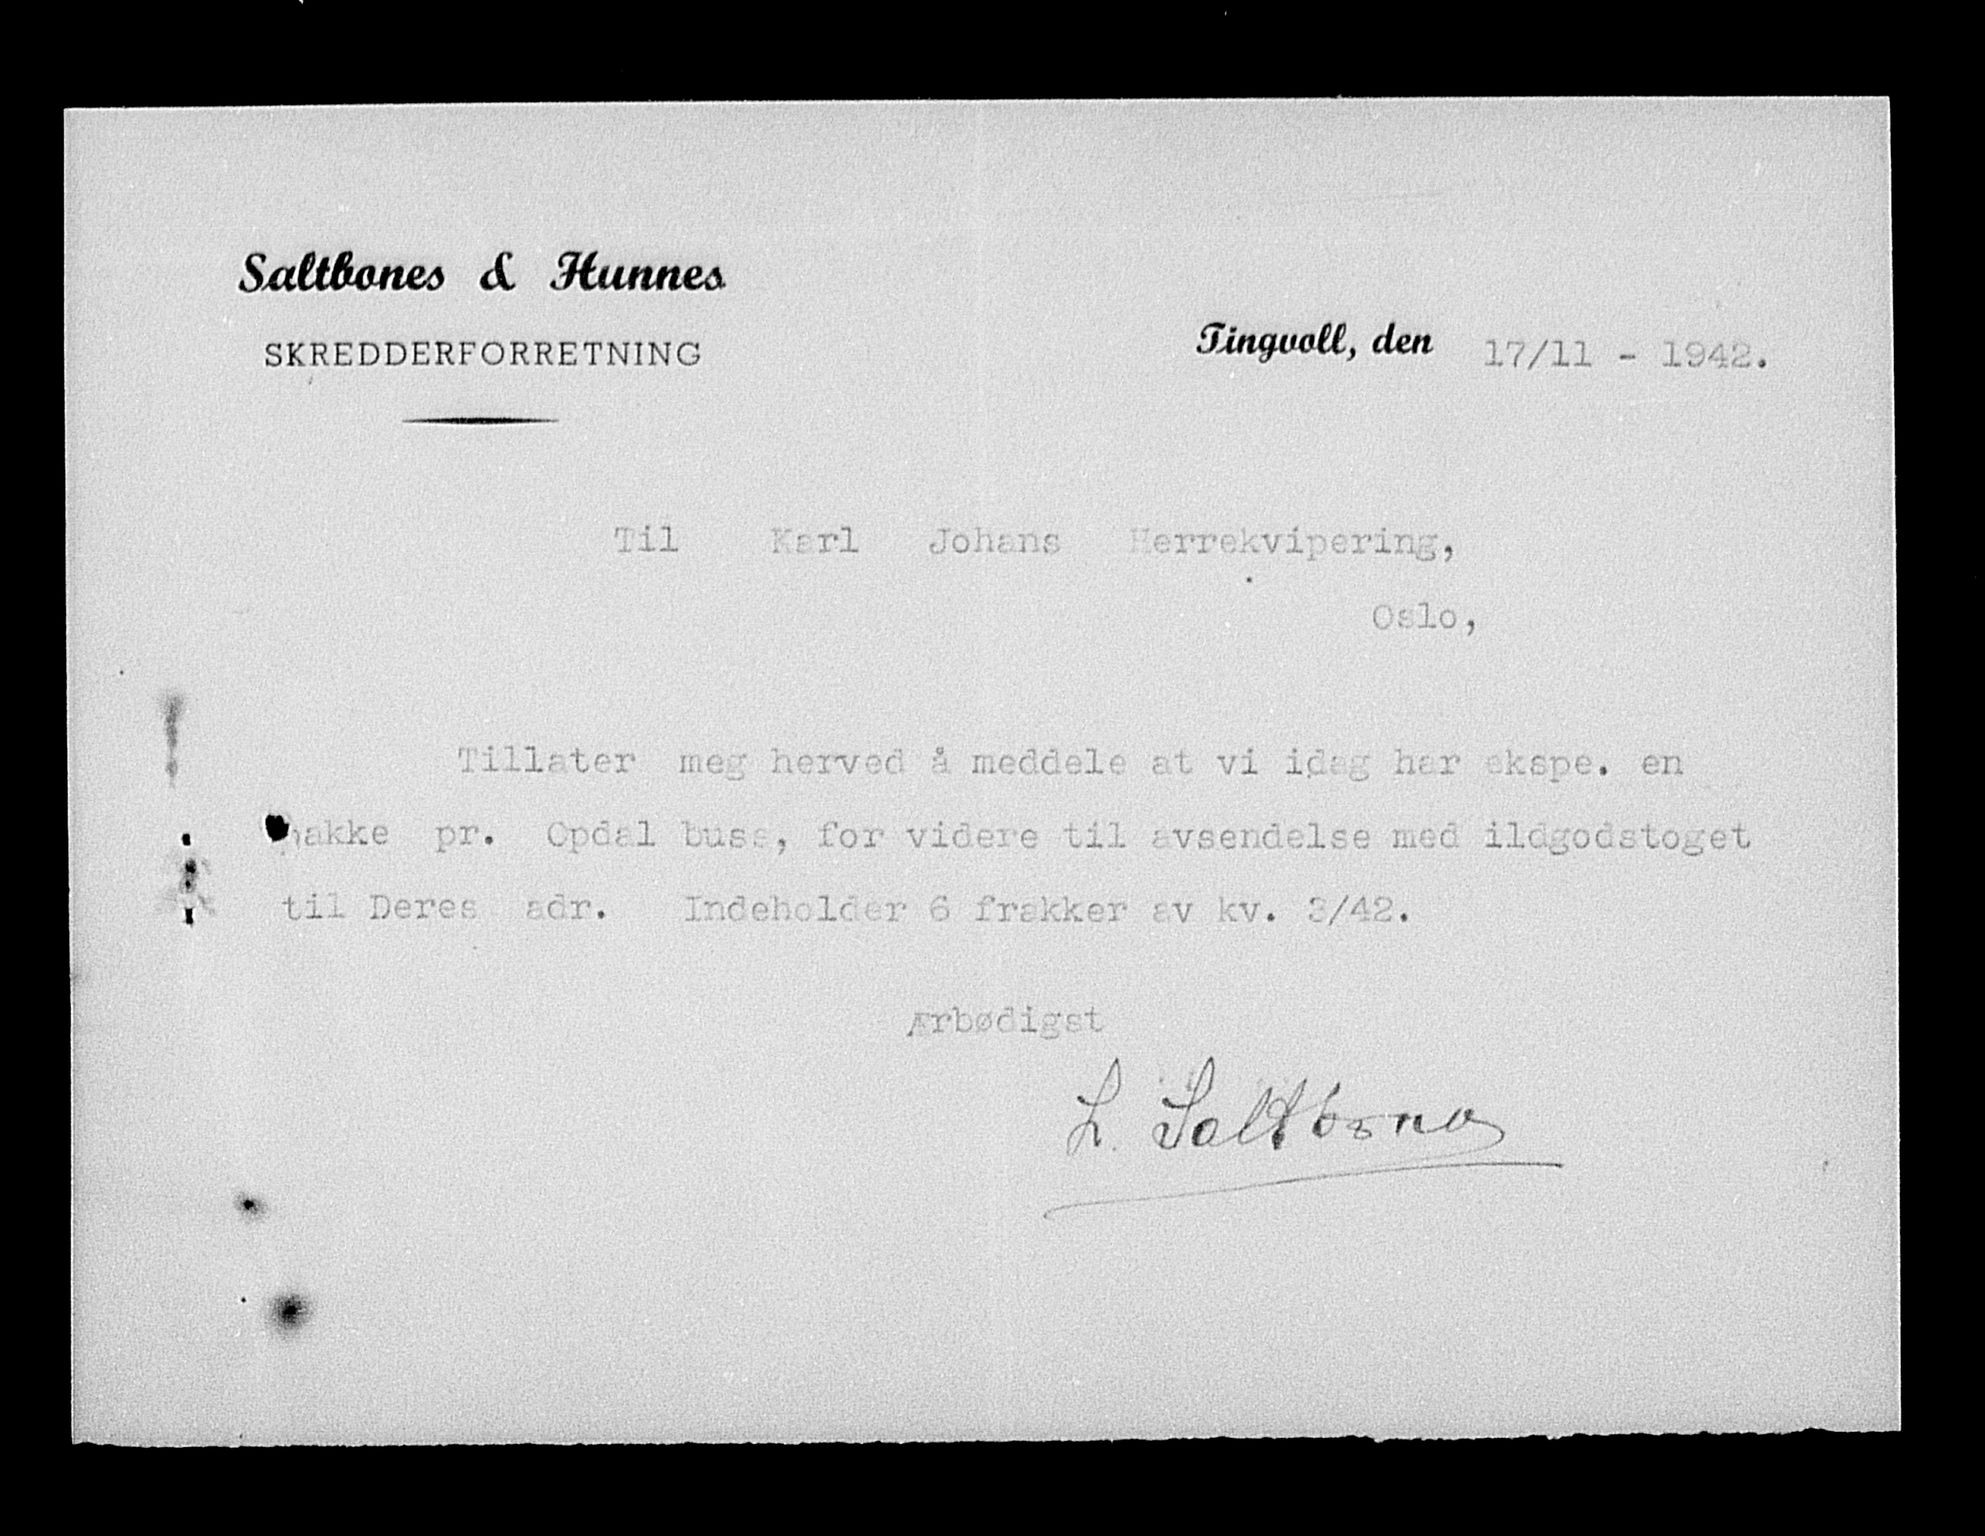 Saltbones & Hunnes
SKREDDERFORRETNING
Tingvoll, den 17/11 - 1942.
Til Karl Johans Herrekvipering,
Oslo,
Tillater meg herved å meddele at vi idag har ekspe. en
pakke pr. Opdal buss, for videre til avsendelse med ildgodstoget
til Deres adr. Indeholder 6 frakker av kv. 3/42.
Ærbødigst
L. Saltbones